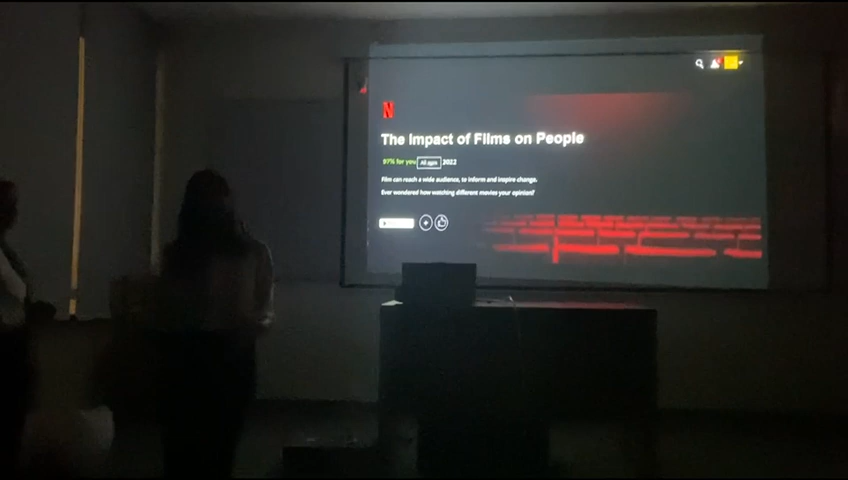 N
The Impact of Films on People
97% for you All ages 2022
Film can reach a wide audience, to inform and inspire change.
Ever wondered how watching different movies your opinion?